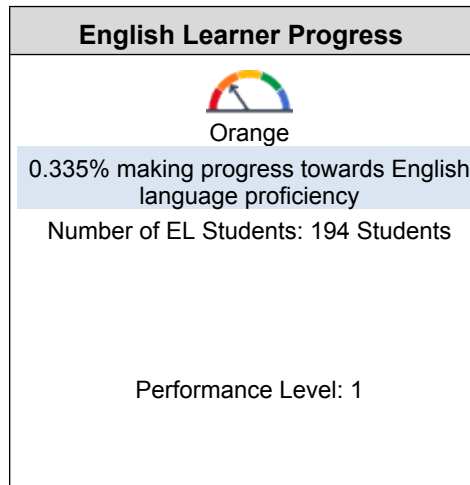 English Learner Progress
Orange
0.335% making progress towards English
language proficiency
Number of EL Students: 194 Students
Performance Level: 1